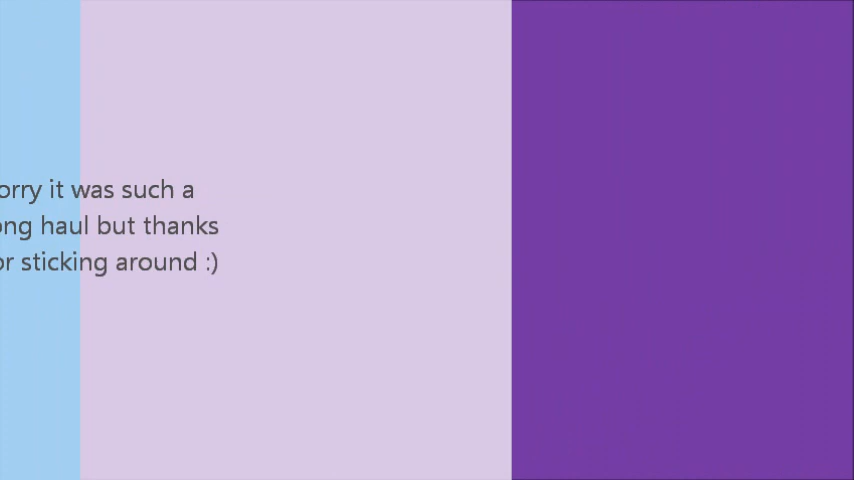 orry it was such a
ong haul but thanks
or sticking around :)